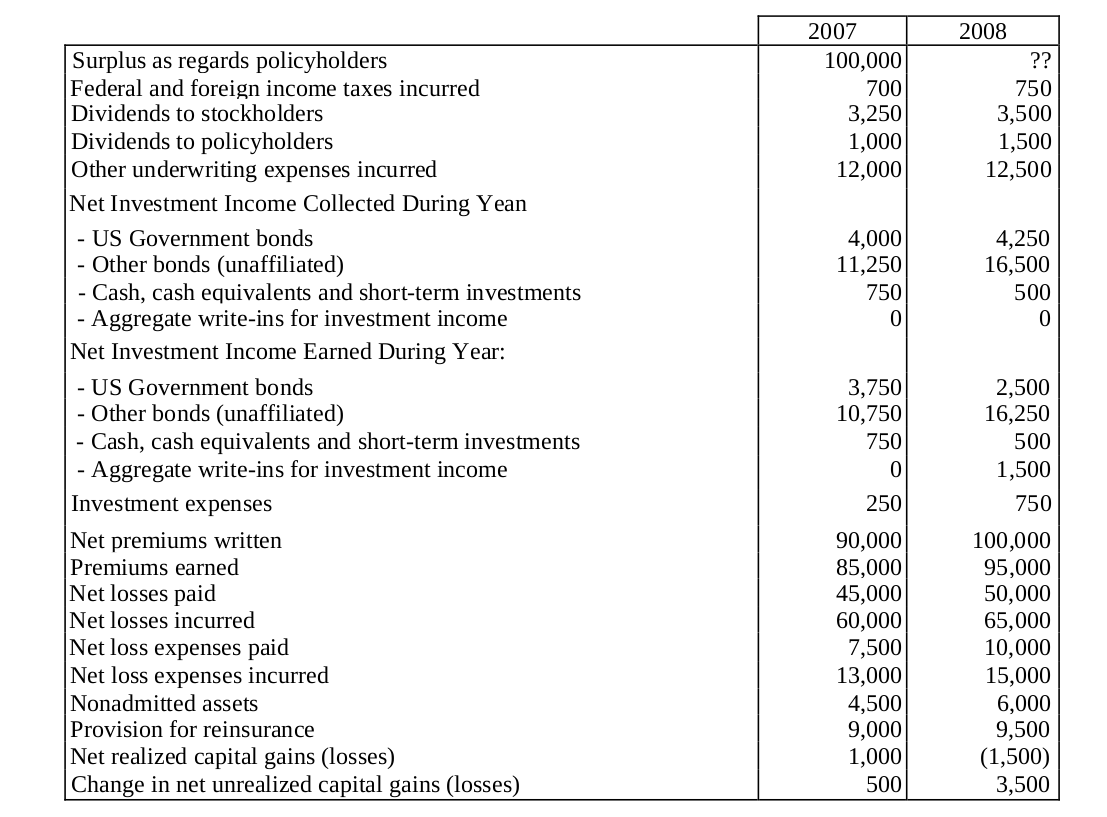 2007 2008
Surplus as regards policyholders 100,000 ??
Federal and foreign income taxes incurred 700 750
Dividends to stockholders 3,250 3,500
Dividends to policyholders 1,000 1,500
Other underwriting expenses incurred 12,000 12,500
Net Investment Income Collected During Year
- US Government bonds 4,000 4,250
- Other bonds (unaffiliated) 11,250 16,500
- Cash, cash equivalents and short-term investments 750 500
- Aggregate write-ins for investment income 0 0
Net Investment Income Earned During Year:
- US Government bonds 3,750 2,500
- Other bonds (unaffiliated) 10,750 16,250
- Cash, cash equivalents and short-term investments 750 500
- Aggregate write-ins for investment income 0 1,500
Investment expenses 250 750
Net premiums written 90,000 100,000
Premiums earned 85,000 95,000
Net losses paid 45,000 50,000
Net losses incurred 60,000 65,000
Net loss expenses paid 7,500 10,000
Net loss expenses incurred 13,000 15,000
Nonadmitted assets 4,500 6,000
Provision for reinsurance 9,000 9,500
Net realized capital gains (losses) 1,000 (1,500)
Change in net unrealized capital gains (losses) 500 3,500